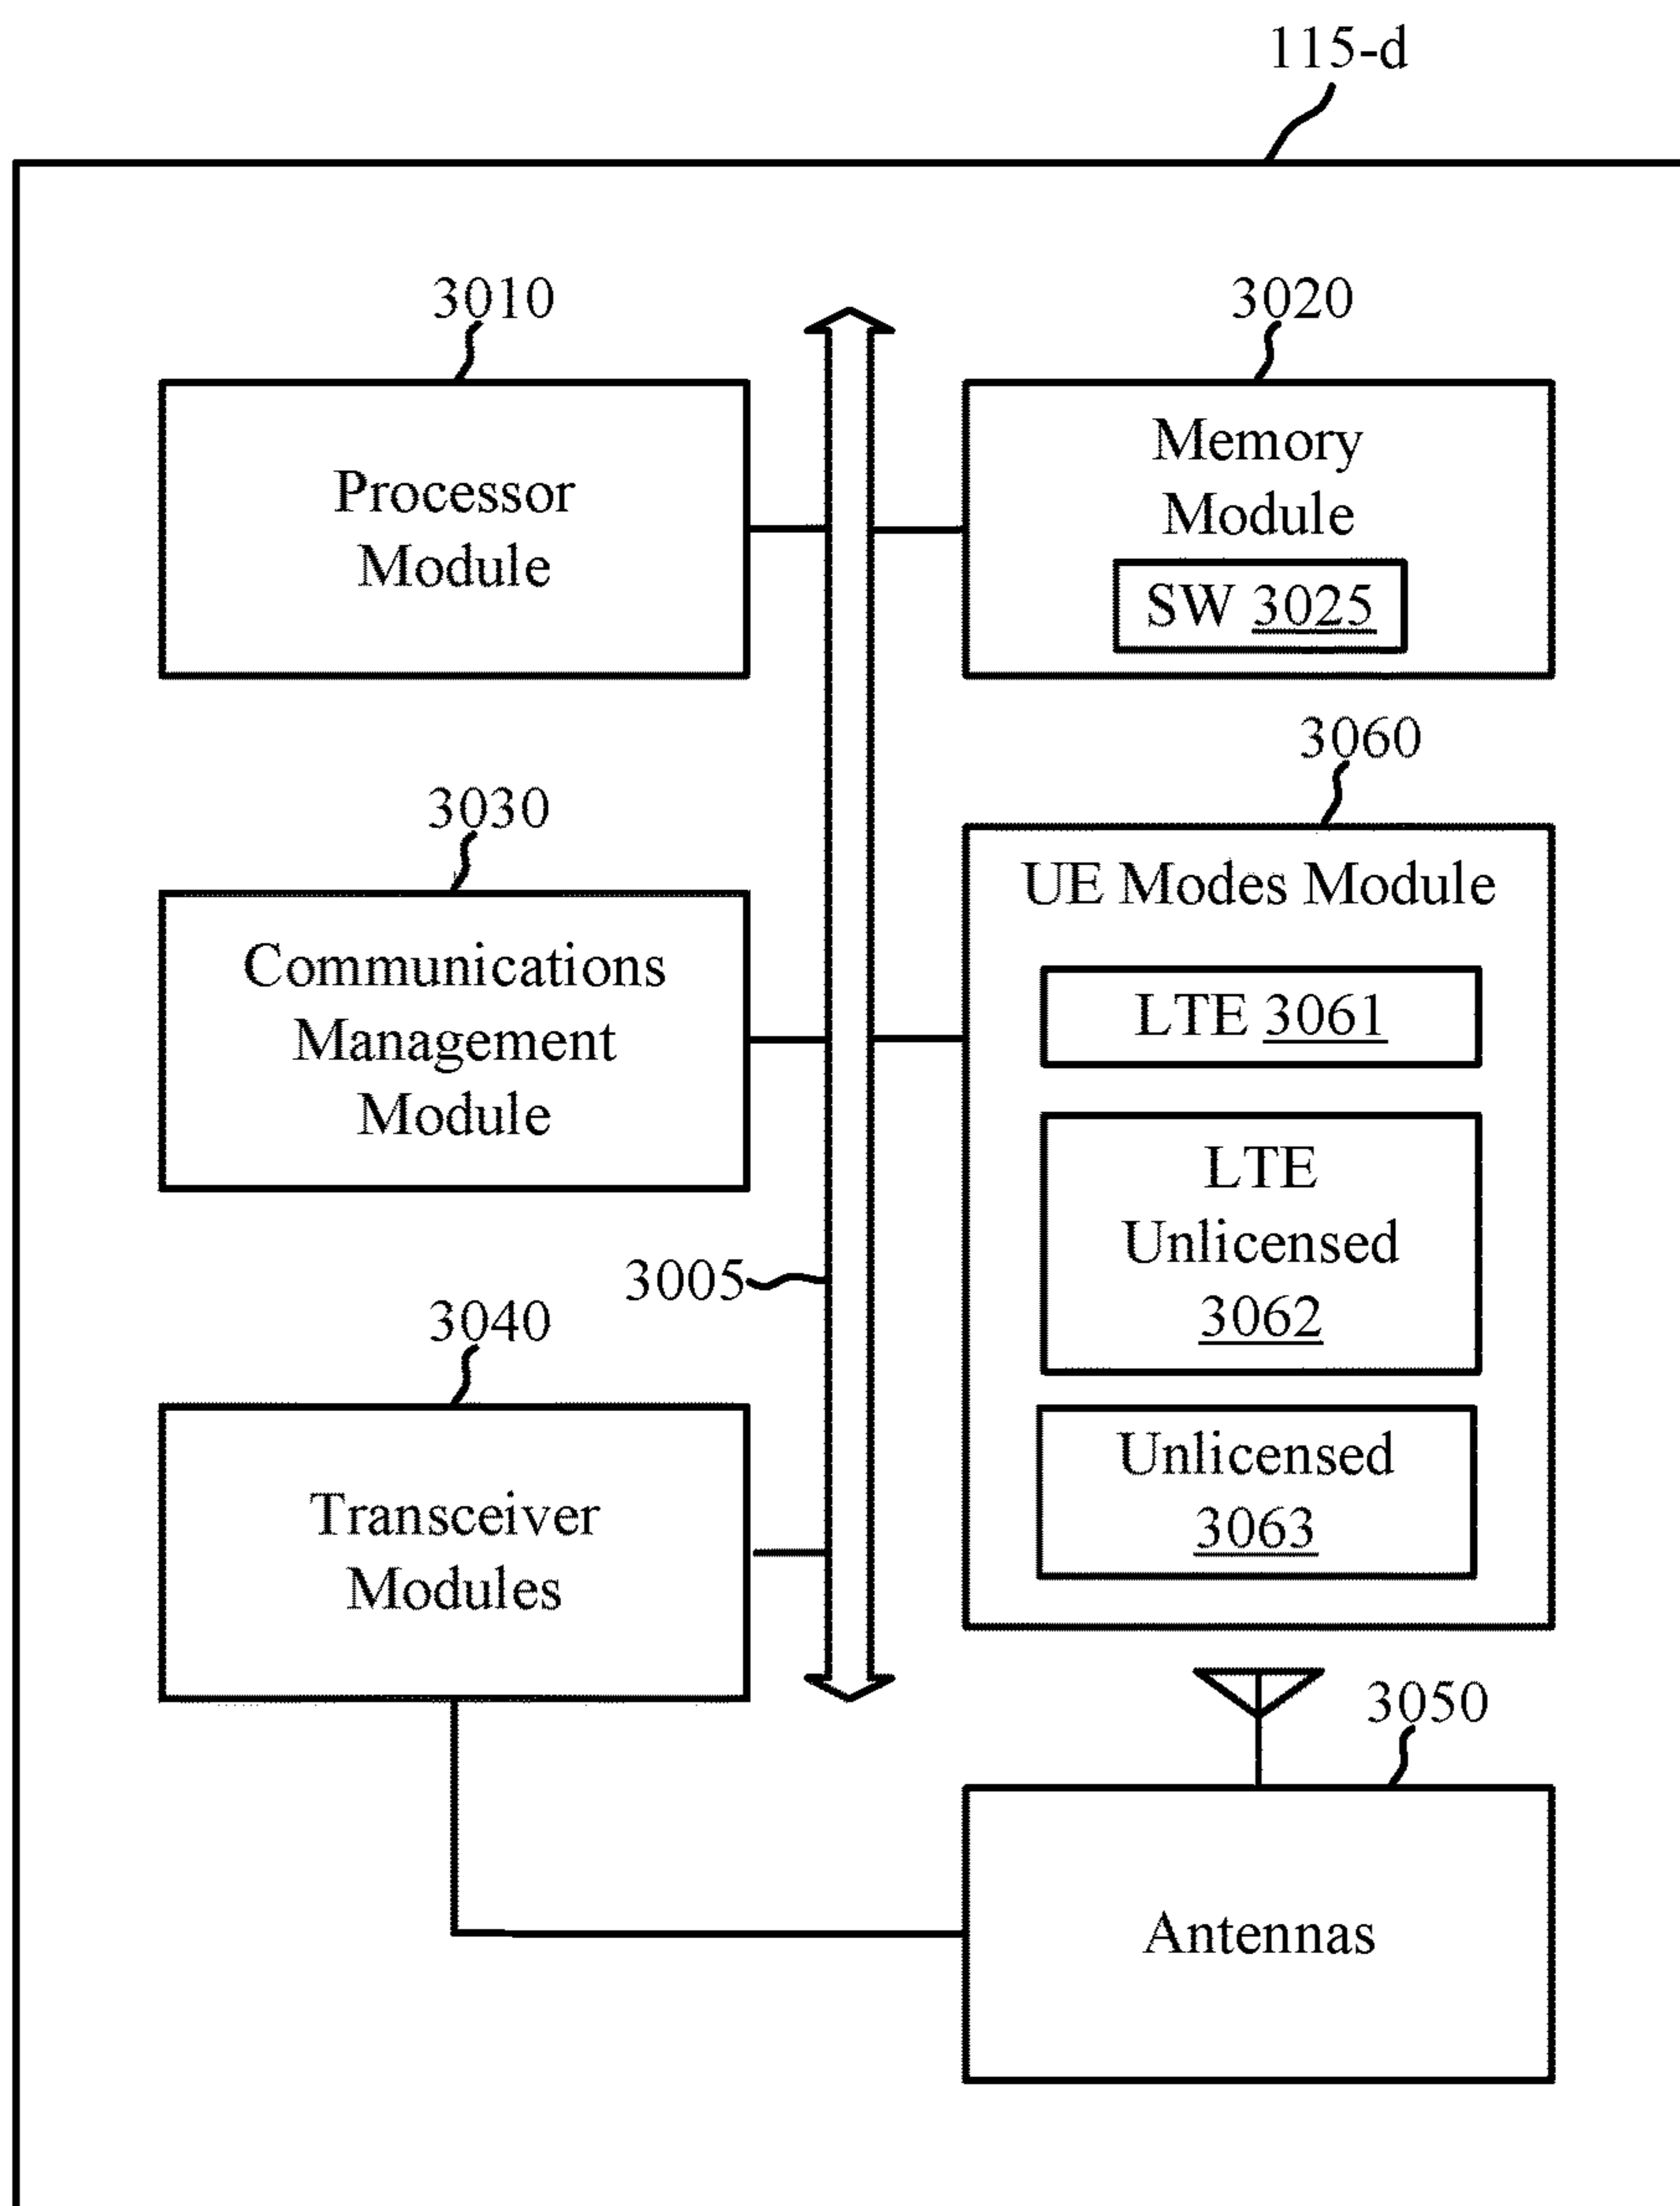 115-d
3010
Processor
Module
3020
Memory
Module
SW 3025
3030
Communications
Management
Module
3060
UE Modes Module
LTE 3061
LTE
Unlicensed
3062
Unlicensed
3063
3005
3040
Transceiver
Modules
3050
Antennas